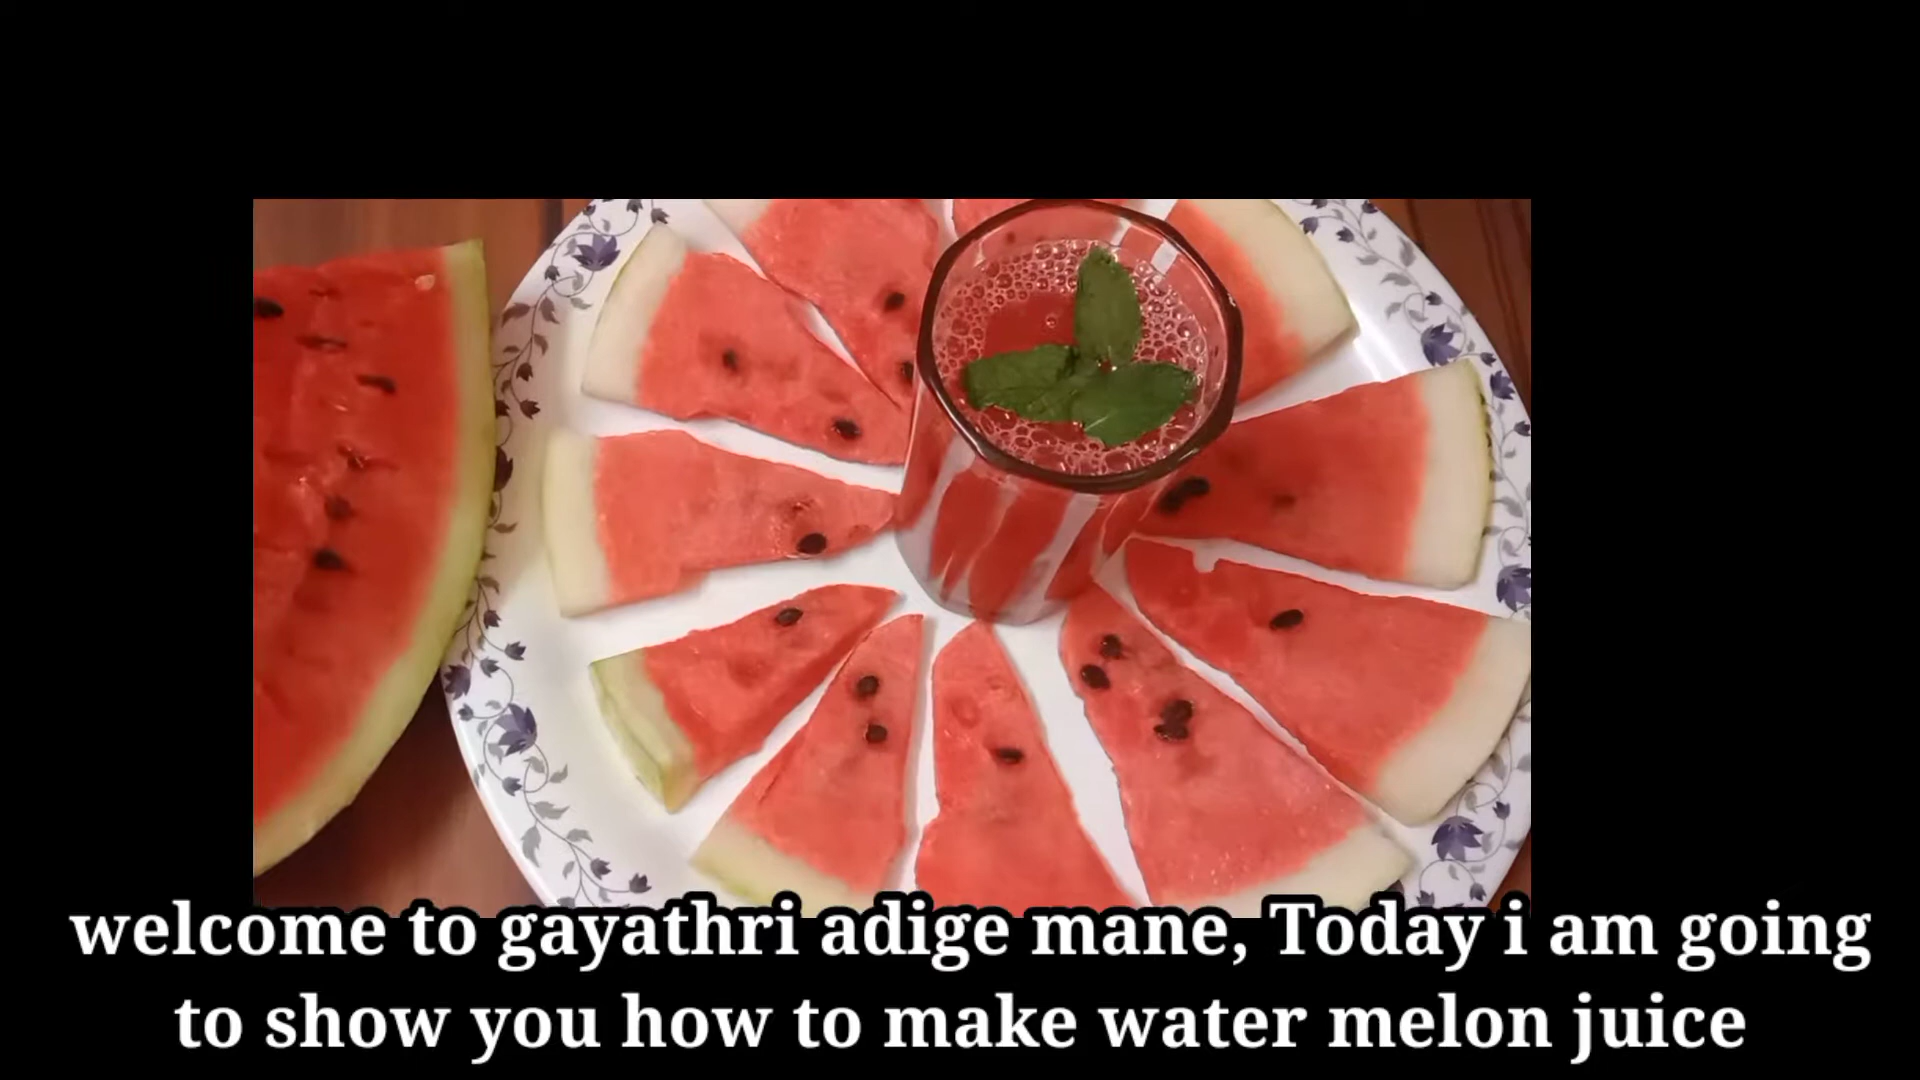 welcome to gayathri adige mane, Today i am going
to show you how to make water melon juice